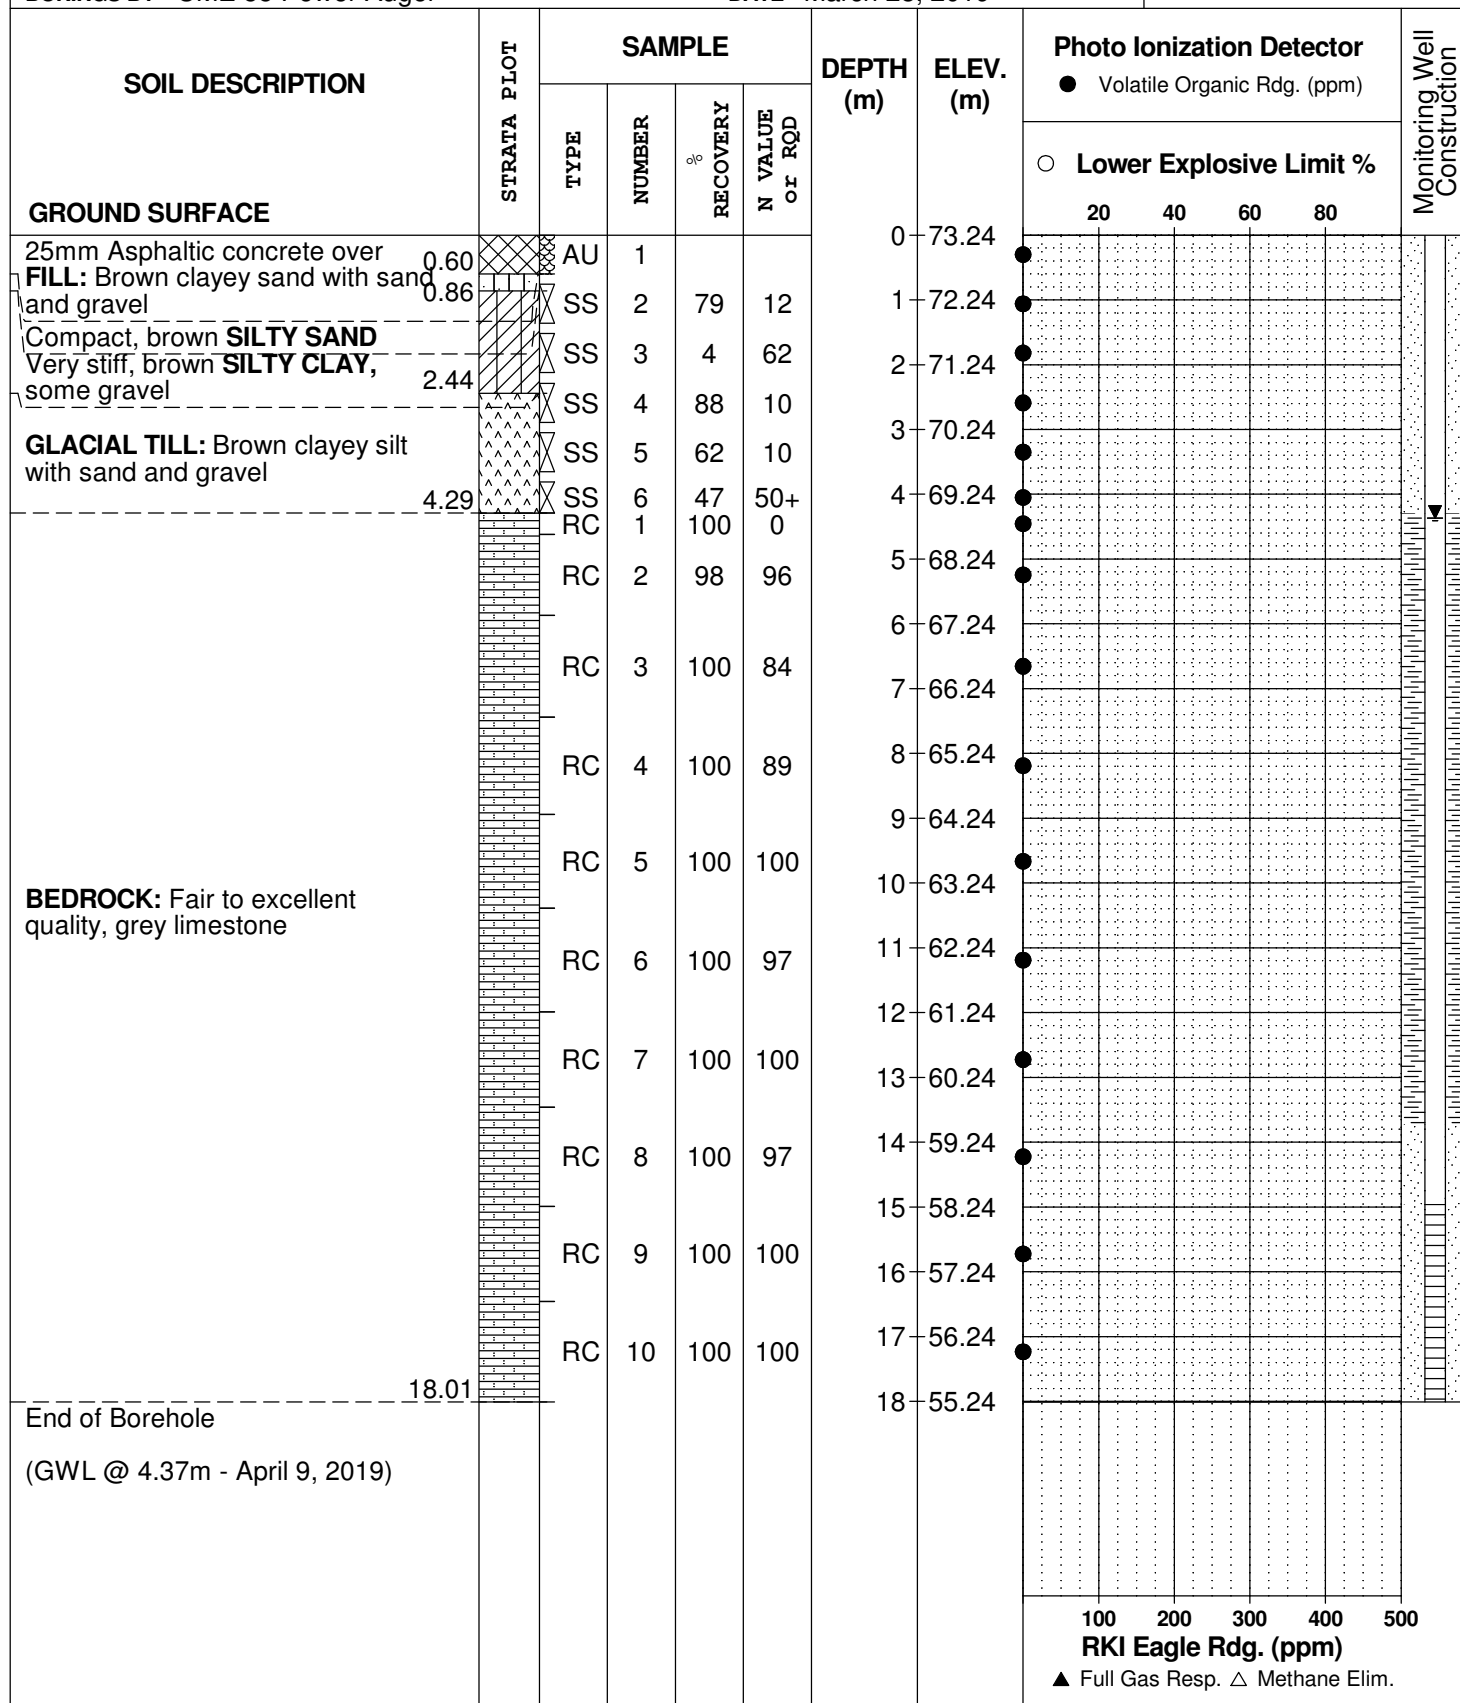 SOIL DESCRIPTION
GROUND SURFACE
STRATA PLOT
SAMPLE
TYPE
NUMBER
% RECOVERY
N VALUE or RQD
DEPTH (m)
ELEV. (m)
Photo Ionization Detector
● Volatile Organic Rdg. (ppm)
○ Lower Explosive Limit %
20 40 60 80
Monitoring Well Construction
25mm Asphaltic concrete over 0.60
FILL: Brown clayey sand with sand
and gravel 0.86
Compact, brown SILTY SAND
Very stiff, brown SILTY CLAY,
some gravel 2.44
GLACIAL TILL: Brown clayey silt
with sand and gravel
4.29
BEDROCK: Fair to excellent
quality, grey limestone
18.01
End of Borehole
(GWL @ 4.37m - April 9, 2019)
AU 1
SS 2 79 12
SS 3 4 62
SS 4 88 10
SS 5 62 10
SS 6 47 50+
RC 1 100 0
RC 2 98 96
RC 3 100 84
RC 4 100 89
RC 5 100 100
RC 6 100 97
RC 7 100 100
RC 8 100 97
RC 9 100 100
RC 10 100 100
0 73.24
1 72.24
2 71.24
3 70.24
4 69.24
5 68.24
6 67.24
7 66.24
8 65.24
9 64.24
10 63.24
11 62.24
12 61.24
13 60.24
14 59.24
15 58.24
16 57.24
17 56.24
18 55.24
100 200 300 400 500
RKI Eagle Rdg. (ppm)
▲ Full Gas Resp. △ Methane Elim.